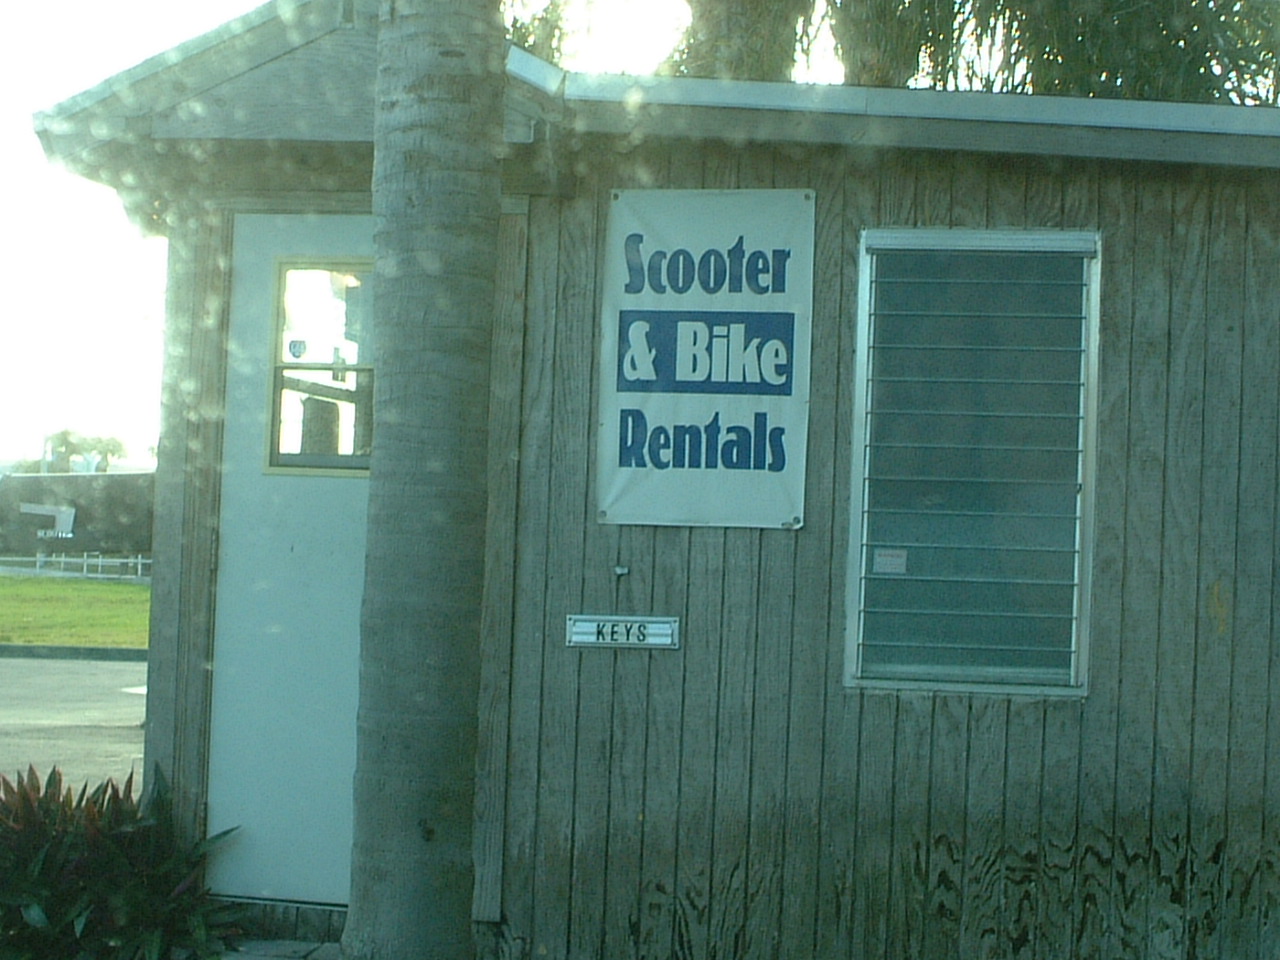 Scooter
& Bike
Rentals
KEYS